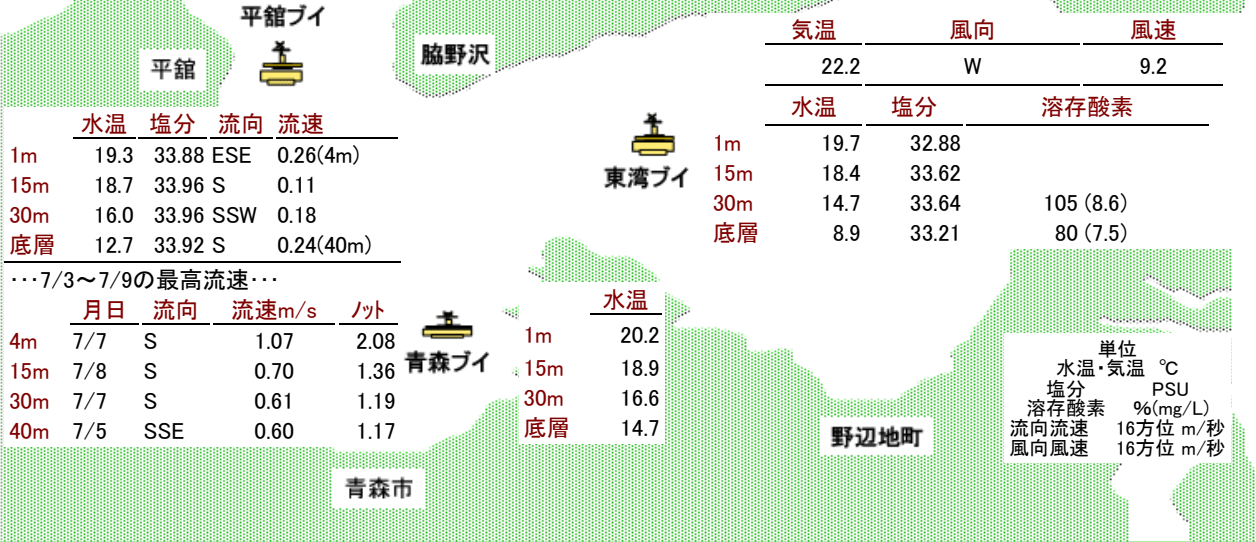 平舘ブイ
平舘
脇野沢
気温 風向 風速
22.2 W 9.2
水温 塩分 溶存酸素
1m 19.7 32.88
15m 18.4 33.62
30m 14.7 33.64 105 (8.6)
底層 8.9 33.21 80 (7.5)
東湾ブイ
水温 塩分 流向 流速
1m 19.3 33.88 ESE 0.26(4m)
15m 18.7 33.96 S 0.11
30m 16.0 33.96 SSW 0.18
底層 12.7 33.92 S 0.24(40m)
･･･7/3～7/9の最高流速･･･
月日 流向 流速m/s ﾉｯﾄ
4m 7/7 S 1.07 2.08
15m 7/8 S 0.70 1.36
30m 7/7 S 0.61 1.19
40m 7/5 SSE 0.60 1.17
青森ブイ
水温
1m 20.2
15m 18.9
30m 16.6
底層 14.7
単位
水温・気温 ℃
塩分 PSU
溶存酸素 %(mg/L)
流向流速 16方位 m/秒
風向風速 16方位 m/秒
野辺地町
青森市